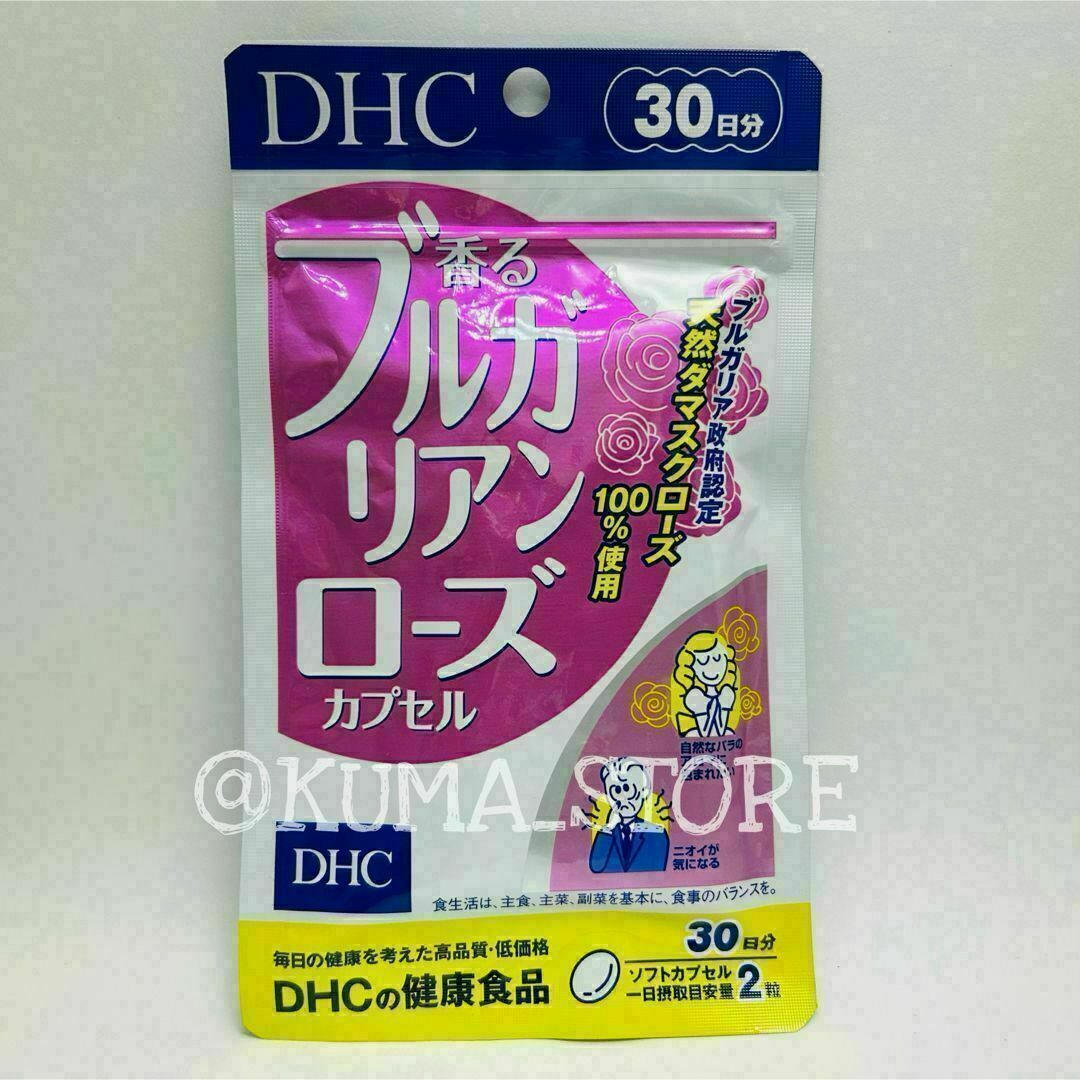 DHC
30日分
香る
ブルガ
リアン
ローズ
カプセル
ブルガリア政府認定
天然ダマスクローズ
100%使用
自然なバラの
包まれたい
ニオイが
気になる
@KUMA_STORE
DHC
食生活は、主食、主菜、副菜を基本に、食事のバランスを。
毎日の健康を考えた高品質・低価格
DHCの健康食品
30日分
ソフトカプセル
一日摂取目安量2粒